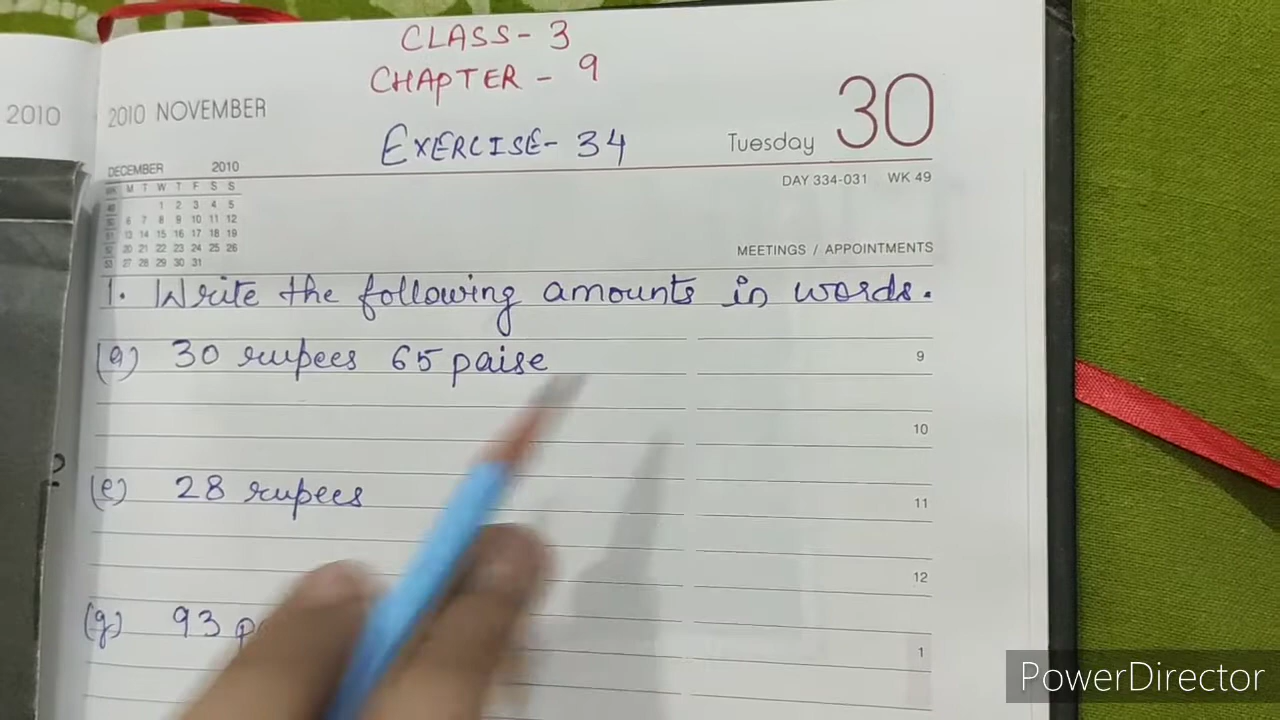 CLASS- 3
CHAPTER - 9
2010
2010 NOVEMBER
EXERCISE- 34
Tuesday 30
DECEMBER 2010
M T W T F S S
1 2 3 4 5
6 7 8 9 10 11 12
13 14 15 16 17 18 19
20 21 22 23 24 25 26
27 28 29 30 31
DAY 334-031 WK 49
MEETINGS / APPOINTMENTS
1. Write the following amounts in words.
(a) 30 rupees 65 paise
9
10
(e) 28 rupees
11
12
(g) 93
1
PowerDirector